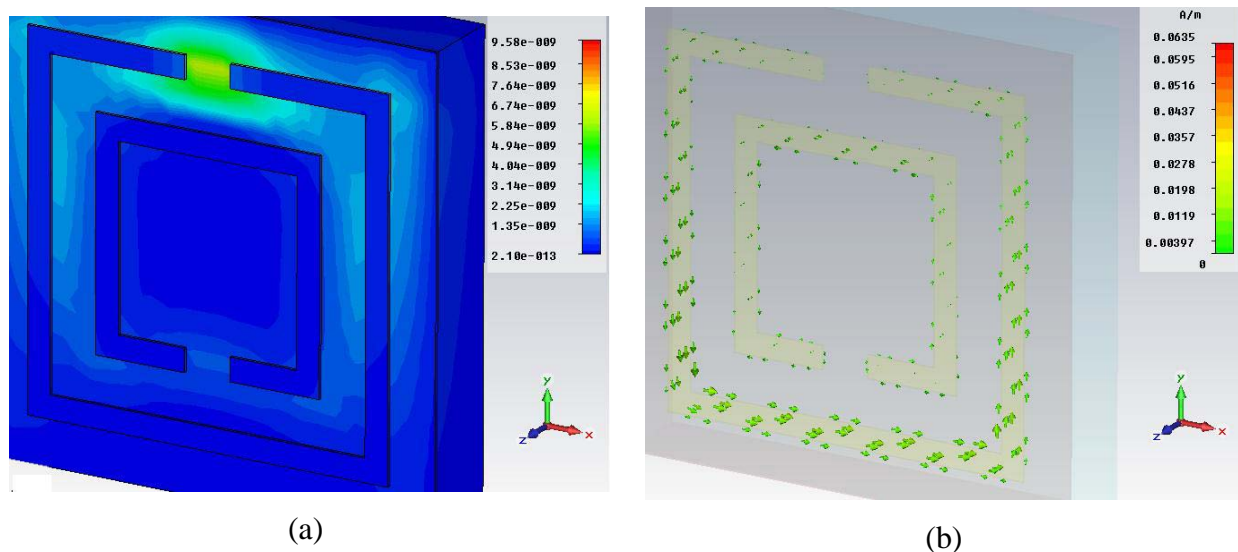 9.58e-009
8.53e-009
7.64e-009
6.74e-009
5.84e-009
4.94e-009
4.04e-009
3.14e-009
2.25e-009
1.35e-009
2.10e-013
y
z
x
(a)
A/m
0.0635
0.0595
0.0516
0.0437
0.0357
0.0278
0.0198
0.0119
0.00397
0
y
z
x
(b)